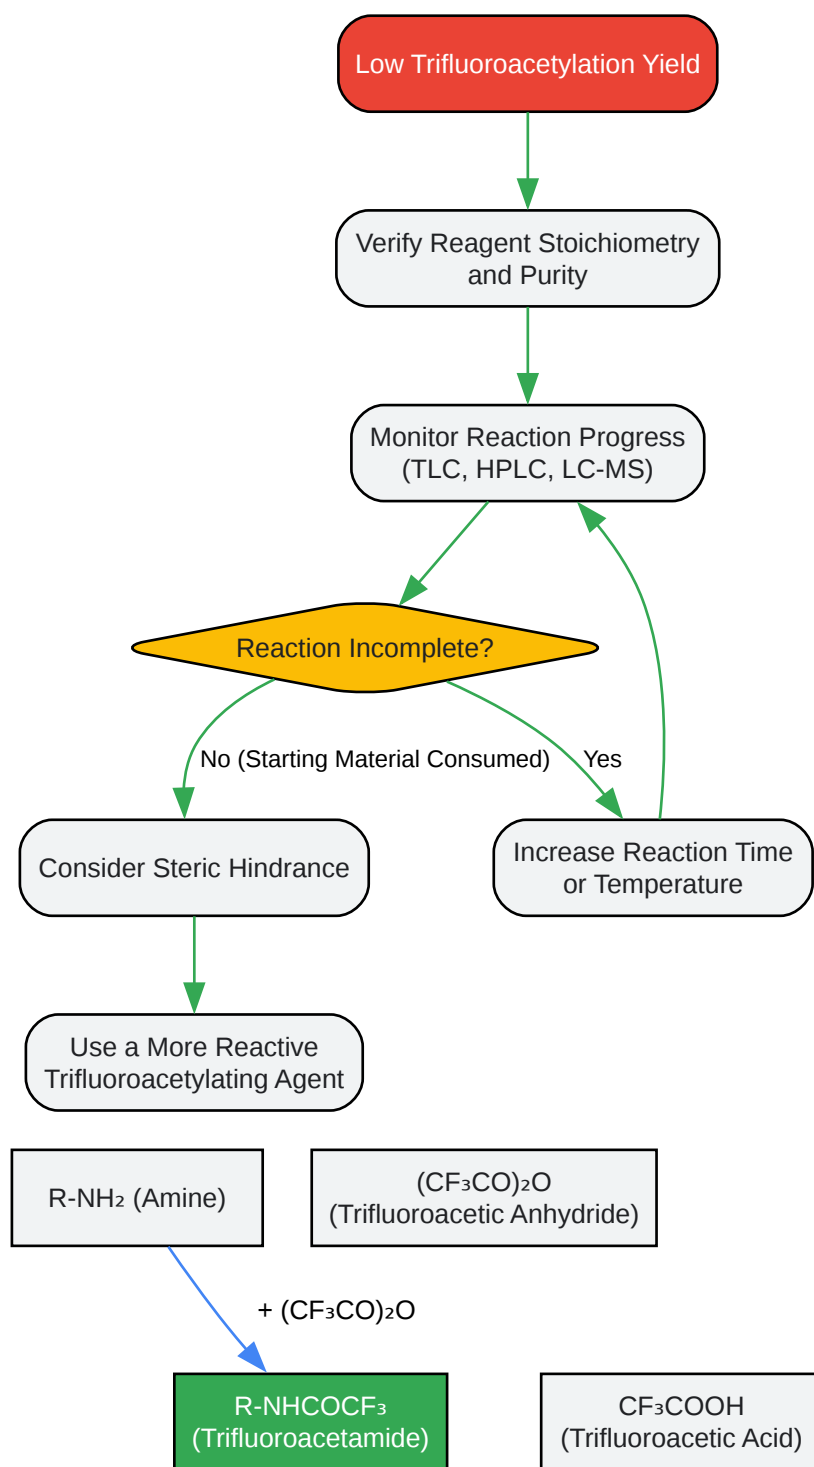 Low Trifluoroacetylation Yield
Verify Reagent Stoichiometry
and Purity
Monitor Reaction Progress
(TLC, HPLC, LC-MS)
Reaction Incomplete?
No (Starting Material Consumed)
Yes
Consider Steric Hindrance
Increase Reaction Time
or Temperature
Use a More Reactive
Trifluoroacetylating Agent
R-NH₂ (Amine)
(CF₃CO)₂O
(Trifluoroacetic Anhydride)
+ (CF₃CO)₂O
R-NHCOCF₃
(Trifluoroacetamide)
CF₃COOH
(Trifluoroacetic Acid)